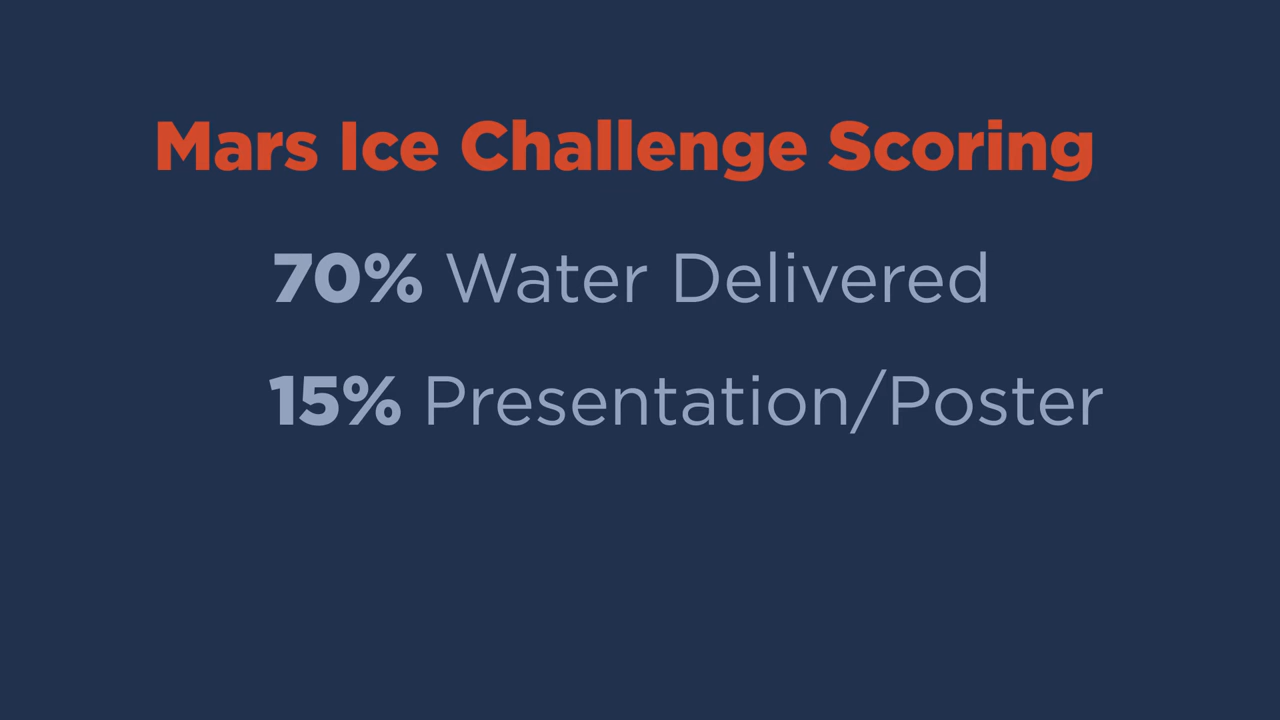 Mars Ice Challenge Scoring
70% Water Delivered
15% Presentation/Poster